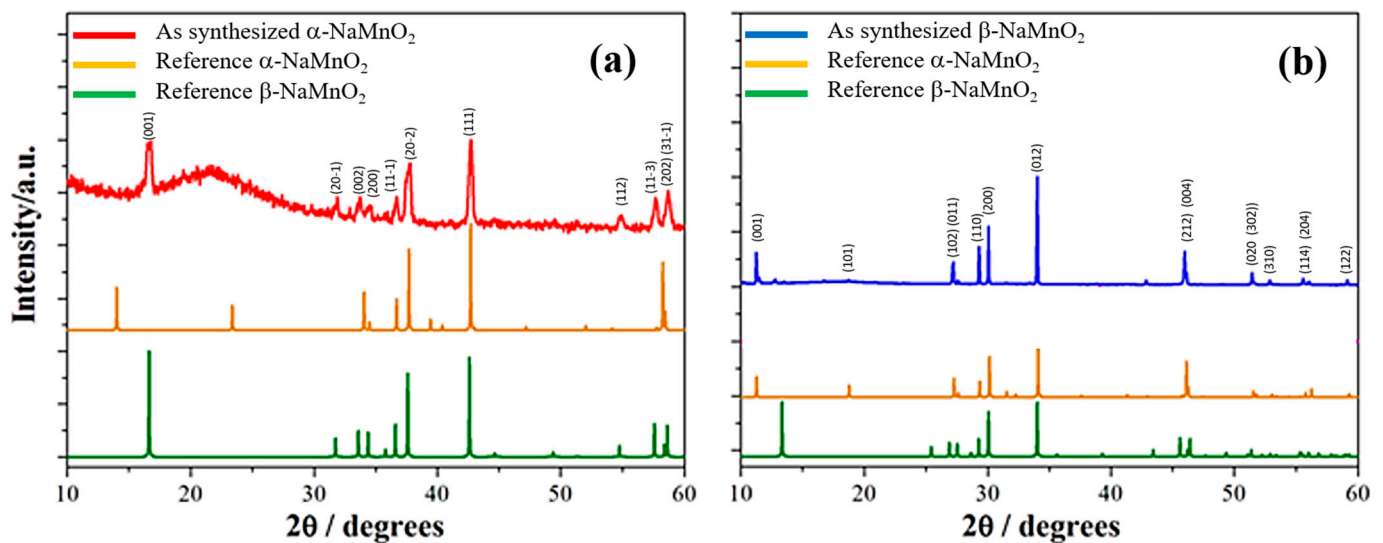 As synthesized α-NaMnO₂
Reference α-NaMnO₂
Reference β-NaMnO₂
(a)
(001)
(20-1)
(002)
(200)
(11-1)
(20-2)
(111)
(112)
(11-3)
(202) (31-1)
Intensity/a.u.
10 20 30 40 50 60
2θ / degrees
As synthesized β-NaMnO₂
Reference α-NaMnO₂
Reference β-NaMnO₂
(b)
(001)
(101)
(102) (011)
(110)
(200)
(012)
(212) (004)
(020 (302))
(310)
(114) (204)
(122)
10 20 30 40 50 60
2θ / degrees